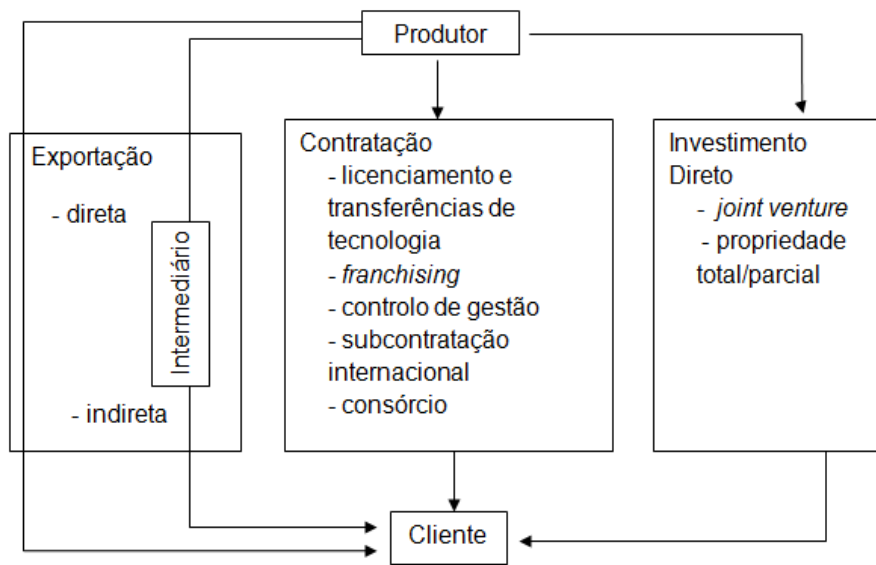 Produtor
Exportação
- direta
Intermediário
- indireta
Contratação
- licenciamento e
transferências de
tecnologia
- franchising
- controlo de gestão
- subcontratação
internacional
- consórcio
Investimento
Direto
- joint venture
- propriedade
total/parcial
Cliente